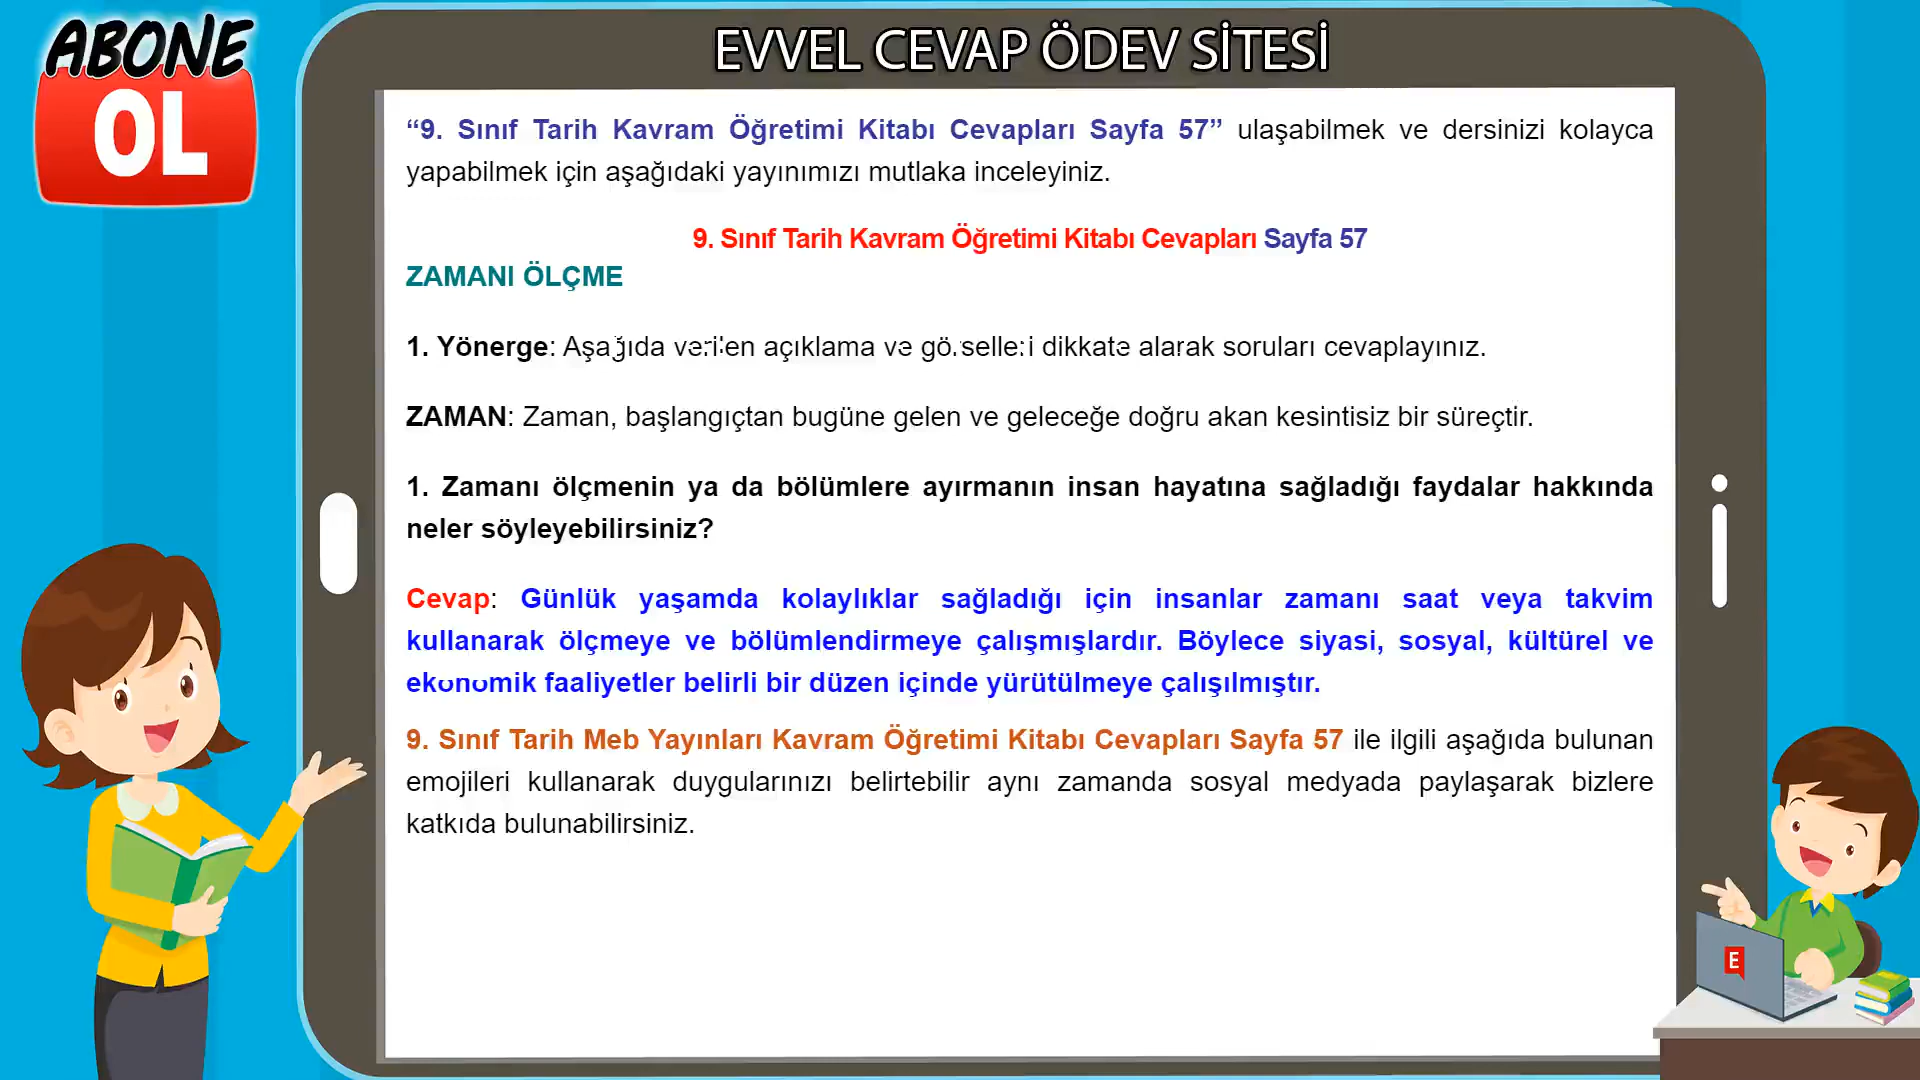 ABONE
OL
EVVEL CEVAP ÖDEV SİTESİ
“9. Sınıf Tarih Kavram Öğretimi Kitabı Cevapları Sayfa 57” ulaşabilmek ve dersinizi kolayca
yapabilmek için aşağıdaki yayınımızı mutlaka inceleyiniz.
9. Sınıf Tarih Kavram Öğretimi Kitabı Cevapları Sayfa 57
ZAMANI ÖLÇME
1. Yönerge: Aşağıda verilen açıklama ve görselleri dikkate alarak soruları cevaplayınız.
ZAMAN: Zaman, başlangıçtan bugüne gelen ve geleceğe doğru akan kesintisiz bir süreçtir.
1. Zamanı ölçmenin ya da bölümlere ayırmanın insan hayatına sağladığı faydalar hakkında
neler söyleyebilirsiniz?
Cevap: Günlük yaşamda kolaylıklar sağladığı için insanlar zamanı saat veya takvim
kullanarak ölçmeye ve bölümlendirmeye çalışmışlardır. Böylece siyasi, sosyal, kültürel ve
ekonomik faaliyetler belirli bir düzen içinde yürütülmeye çalışılmıştır.
9. Sınıf Tarih Meb Yayınları Kavram Öğretimi Kitabı Cevapları Sayfa 57 ile ilgili aşağıda bulunan
emojileri kullanarak duygularınızı belirtebilir aynı zamanda sosyal medyada paylaşarak bizlere
katkıda bulunabilirsiniz.
E